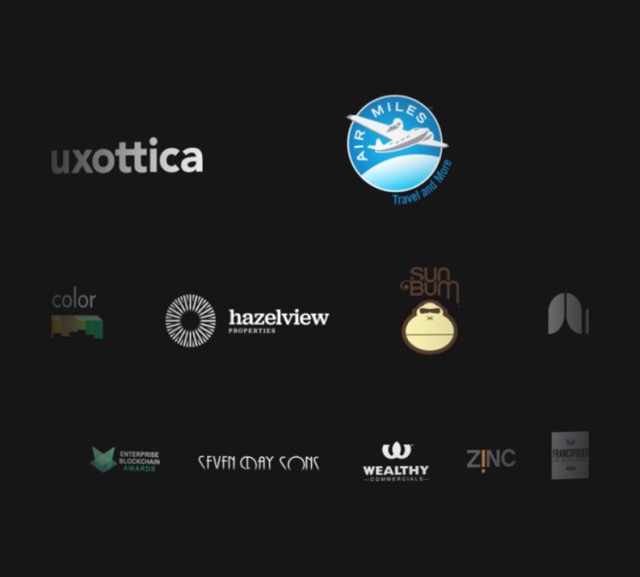 AIR MILES
uxottica
Travel and More
SUN
BUM
color
hazelview
PROPERTIES
ENTERPRISE
BLOCKCHAIN
AWARDS
SEVEN DAY SONS
WEALTHY
COMMERCIALS
Z!NC